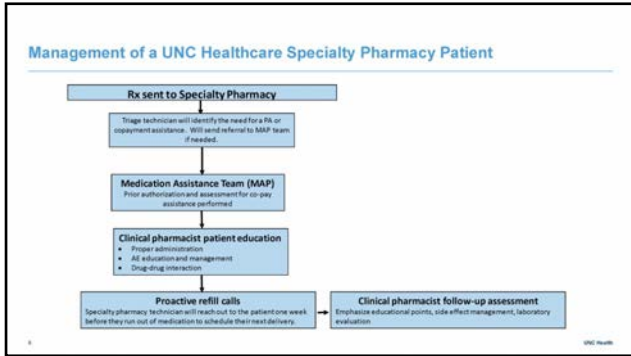 Management of a UNC Healthcare Specialty Pharmacy Patient
Rx sent to Specialty Pharmacy
Triage technician will identify the need for a PA or
copayment assistance. Will send referral to MAP team
if needed.
Medication Assistance Team (MAP)
Prior authorization and assessment for co-pay
assistance performed
Clinical pharmacist patient education
• Proper administration
• AE education and management
• Drug-drug interaction
Proactive refill calls
Specialty pharmacy technician will reach out to the patient one week
before they run out of medication to schedule their next delivery.
Clinical pharmacist follow-up assessment
Emphasize educational points, side effect management, laboratory
evaluation
UNC Health